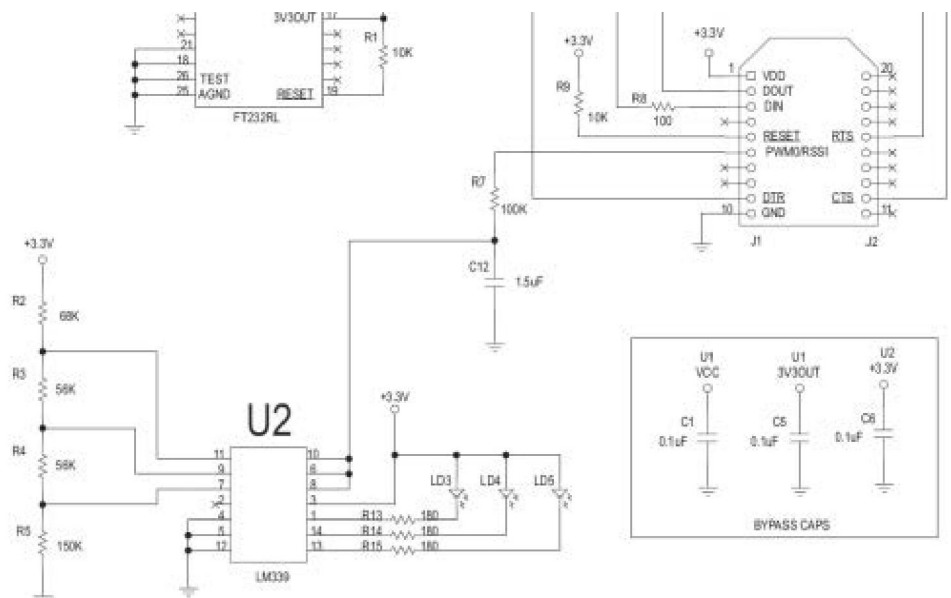 3V3OUT
17
R1
10K
21
18
26
TEST
25
AGND
RESET
19
FT232RL
+3.3V
+3.3V
R9
10K
R8
100
1
VDD
20
DOUT
DIN
RESET
RTS
PWM0/RSSI
DTR
CTS
10
GND
11
J1
J2
R7
100K
C12
1.5uF
+3.3V
R2
68K
R3
56K
R4
56K
R5
150K
U2
+3.3V
11
10
9
6
7
8
2
3
4
1
5
14
12
13
LM339
LD3
LD4
LD5
R13
180
R14
180
R15
180
U1
VCC
U1
3V3OUT
U2
+3.3V
C1
0.1uF
C5
0.1uF
C6
0.1uF
BYPASS CAPS